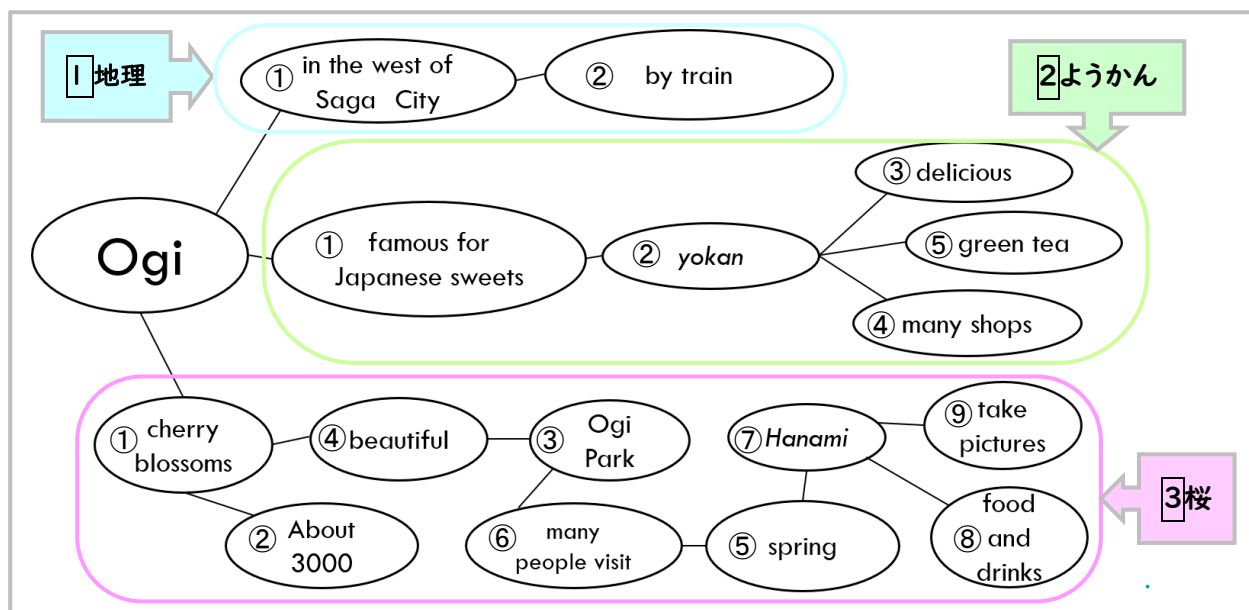 1地理
① in the west of
Saga City
② by train
2ようかん
Ogi
① famous for
Japanese sweets
② yokan
③ delicious
⑤ green tea
④ many shops
① cherry
blossoms
④ beautiful
③ Ogi
Park
⑦ Hanami
⑨ take
pictures
② About
3000
⑥ many
people visit
⑤ spring
food
⑧ and
drinks
3桜